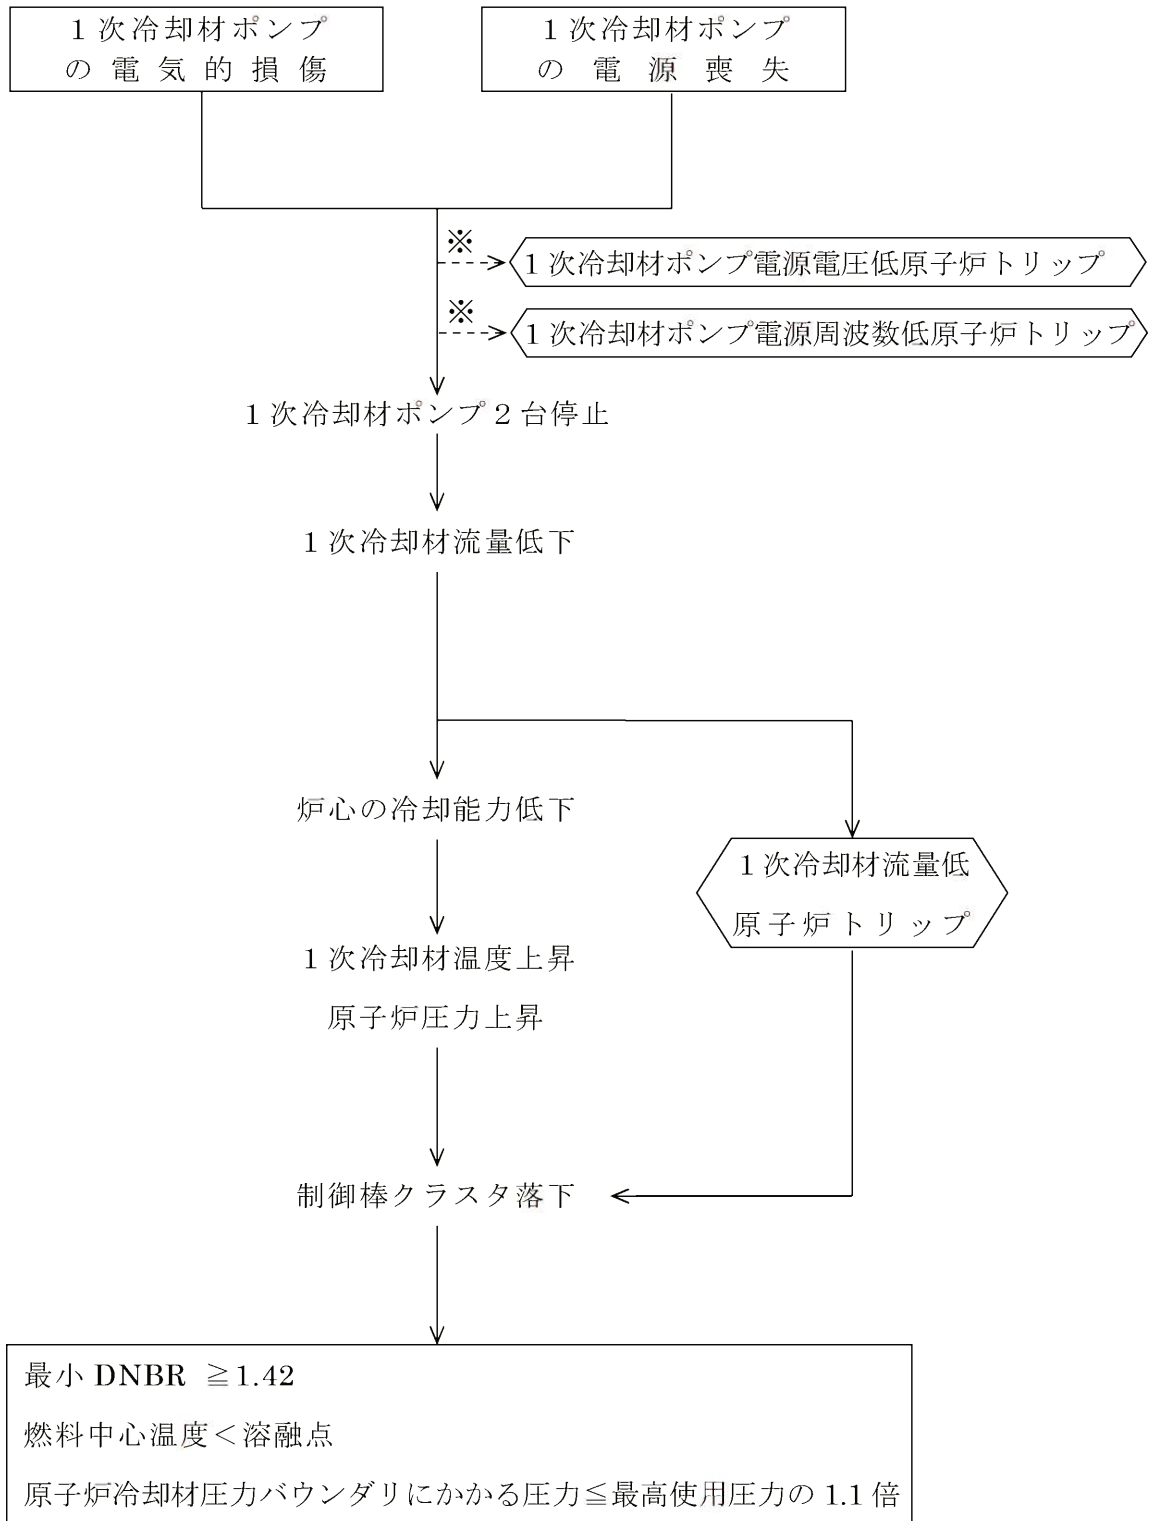 1次冷却材ポンプ
の電気的損傷
1次冷却材ポンプ
の電源喪失
※
1次冷却材ポンプ電源電圧低原子炉トリップ
※
1次冷却材ポンプ電源周波数低原子炉トリップ
1次冷却材ポンプ2台停止
1次冷却材流量低下
炉心の冷却能力低下
1次冷却材流量低
原子炉トリップ
1次冷却材温度上昇
原子炉圧力上昇
制御棒クラスタ落下
最小 DNBR ≧1.42
燃料中心温度<溶融点
原子炉冷却材圧力バウンダリにかかる圧力≦最高使用圧力の 1.1 倍